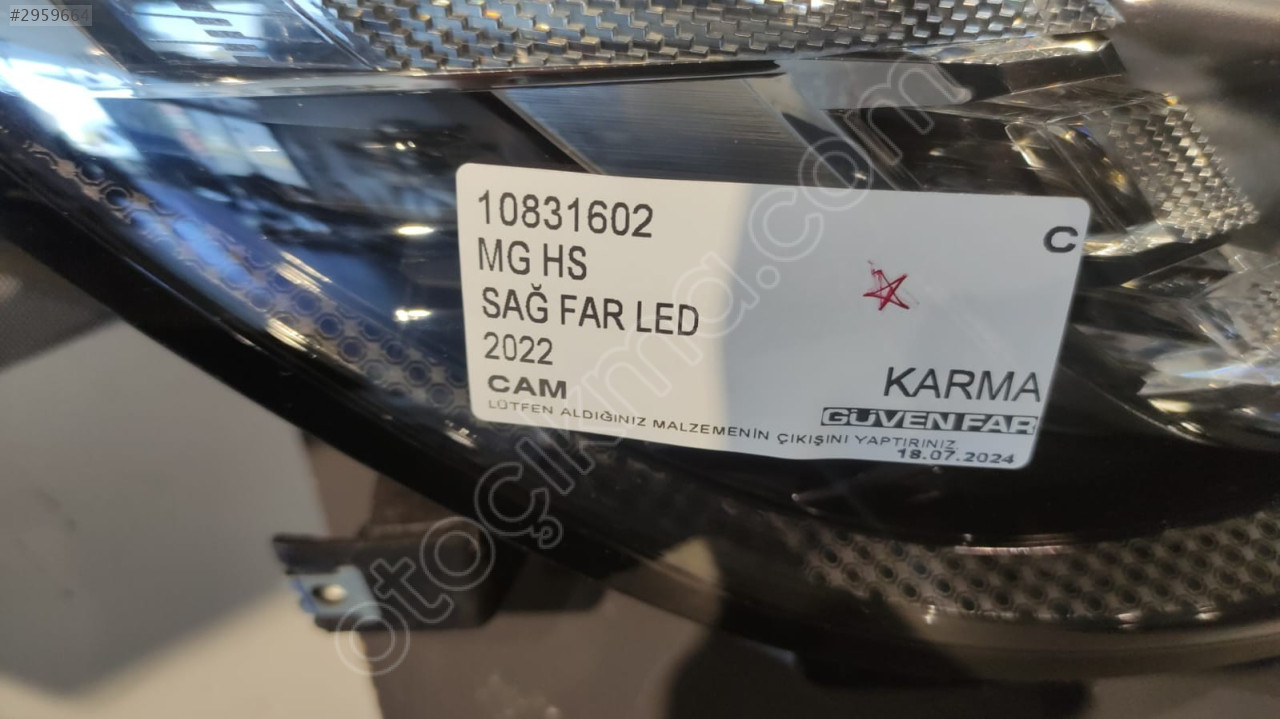 #2959664
10831602
C
MG HS
SAĞ FAR LED
2022
KARMA
CAM
GÜVEN FAR
LÜTFEN ALDIĞINIZ MALZEMENİN ÇIKIŞINI YAPTIRINIZ.
18.07.2024
otoçıkma.com